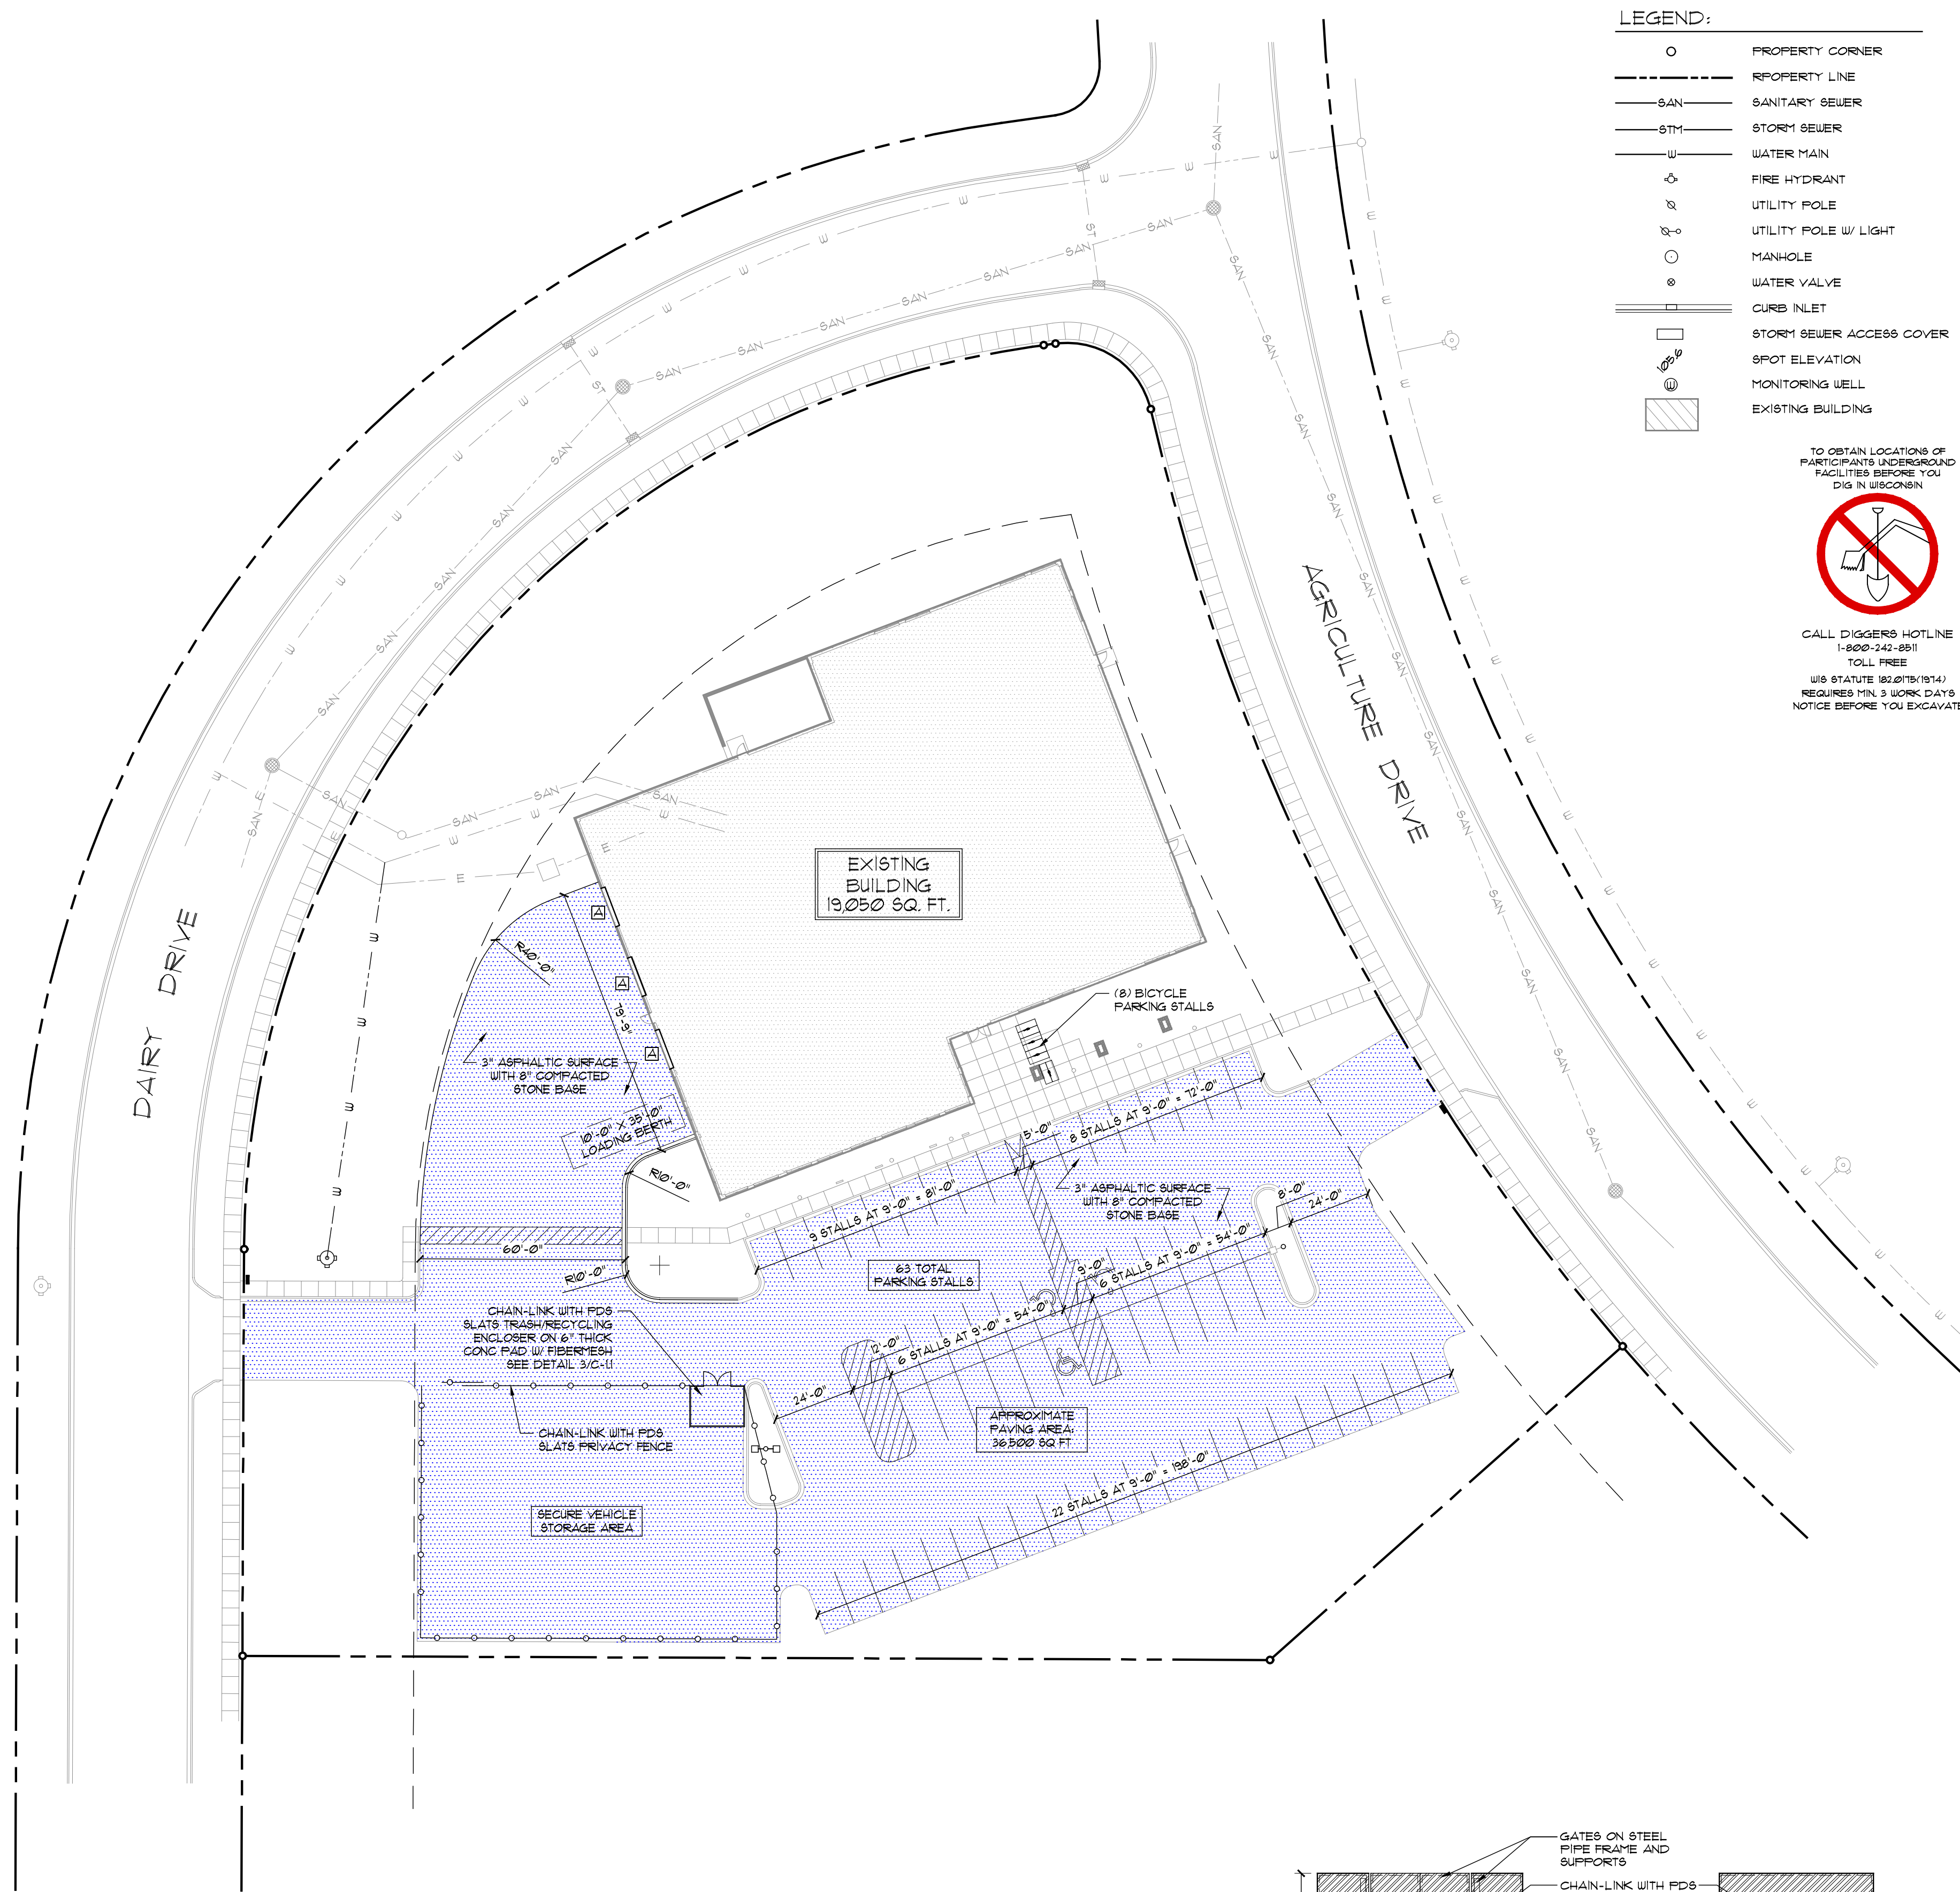 LEGEND:
PROPERTY CORNER
RPOPERTY LINE
SAN
SANITARY SEWER
STM
STORM SEWER
W
WATER MAIN
FIRE HYDRANT
UTILITY POLE
UTILITY POLE W/ LIGHT
MANHOLE
WATER VALVE
CURB INLET
STORM SEWER ACCESS COVER
105.6
SPOT ELEVATION
W
MONITORING WELL
EXISTING BUILDING
TO OBTAIN LOCATIONS OF
PARTICIPANTS UNDERGROUND
FACILITIES BEFORE YOU
DIG IN WISCONSIN
CALL DIGGERS HOTLINE
1-800-242-8511
TOLL FREE
WIS STATUTE 182.0175(1974)
REQUIRES MIN. 3 WORK DAYS
NOTICE BEFORE YOU EXCAVATE
AGRICULTURE DRIVE
DAIRY DRIVE
EXISTING
BUILDING
19,050 SQ. FT.
A
A
A
R40'-0"
79'-9"
(8) BICYCLE
PARKING STALLS
3" ASPHALTIC SURFACE
WITH 8" COMPACTED
STONE BASE
10'-0" X 35'-0"
LOADING BERTH
R10'-0"
5'-0"
8 STALLS AT 9'-0" = 72'-0"
9 STALLS AT 9'-0" = 81'-0"
3" ASPHALTIC SURFACE
WITH 8" COMPACTED
STONE BASE
8'-0"
24'-0"
60'-0"
R10'-0"
63 TOTAL
PARKING STALLS
9'-0"
6 STALLS AT 9'-0" = 54'-0"
CHAIN-LINK WITH PDS
SLATS TRASH/RECYCLING
ENCLOSER ON 6" THICK
CONC PAD W/ FIBERMESH
SEE DETAIL 3/C-1.1
12'-0"
6 STALLS AT 9'-0" = 54'-0"
24'-0"
CHAIN-LINK WITH PDS
SLATS PRIVACY FENCE
APPROXIMATE
PAVING AREA:
36,500 SQ FT
22 STALLS AT 9'-0" = 198'-0"
SECURE VEHICLE
STORAGE AREA
GATES ON STEEL
PIPE FRAME AND
SUPPORTS
CHAIN-LINK WITH PDS